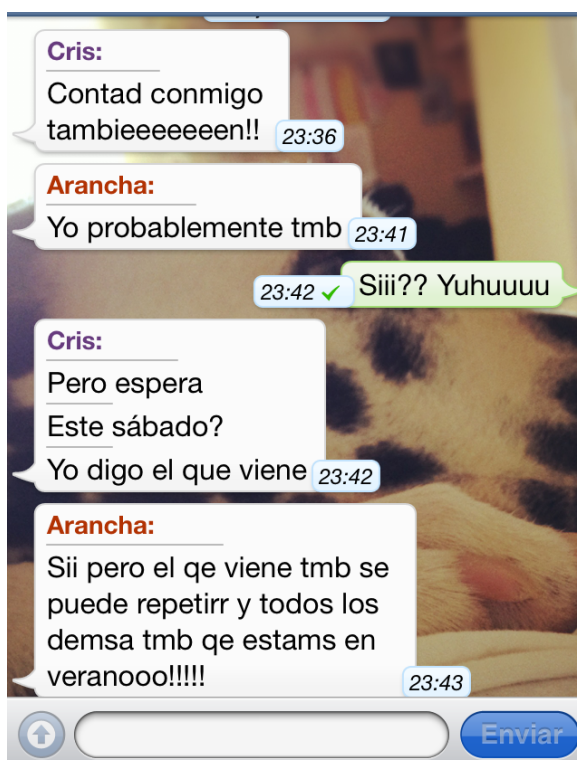 Cris:
Contad conmigo
tambieeeeeeen!! 23:36
Arancha:
Yo probablemente tmb 23:41
23:42 Siii?? Yuhuuuu
Cris:
Pero espera
Este sábado?
Yo digo el que viene 23:42
Arancha:
Sii pero el qe viene tmb se
puede repetirr y todos los
demsa tmb qe estams en
veranooo!!!!! 23:43
Enviar